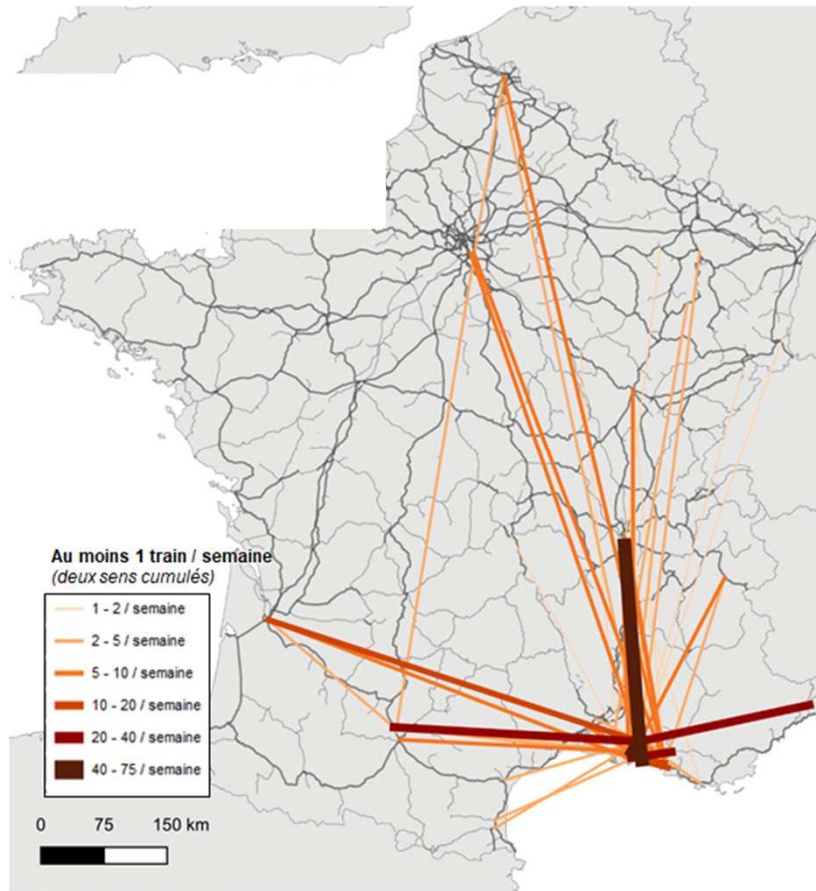 Au moins 1 train / semaine
(deux sens cumulés)
1 - 2 / semaine
2 - 5 / semaine
5 - 10 / semaine
10 - 20 / semaine
20 - 40 / semaine
40 - 75 / semaine
0 75 150 km